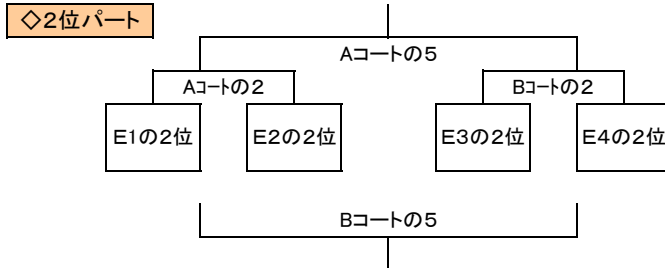 ◇2位パート
Aコートの5
Aコートの2
Bコートの2
E1の2位
E2の2位
E3の2位
E4の2位
Bコートの5